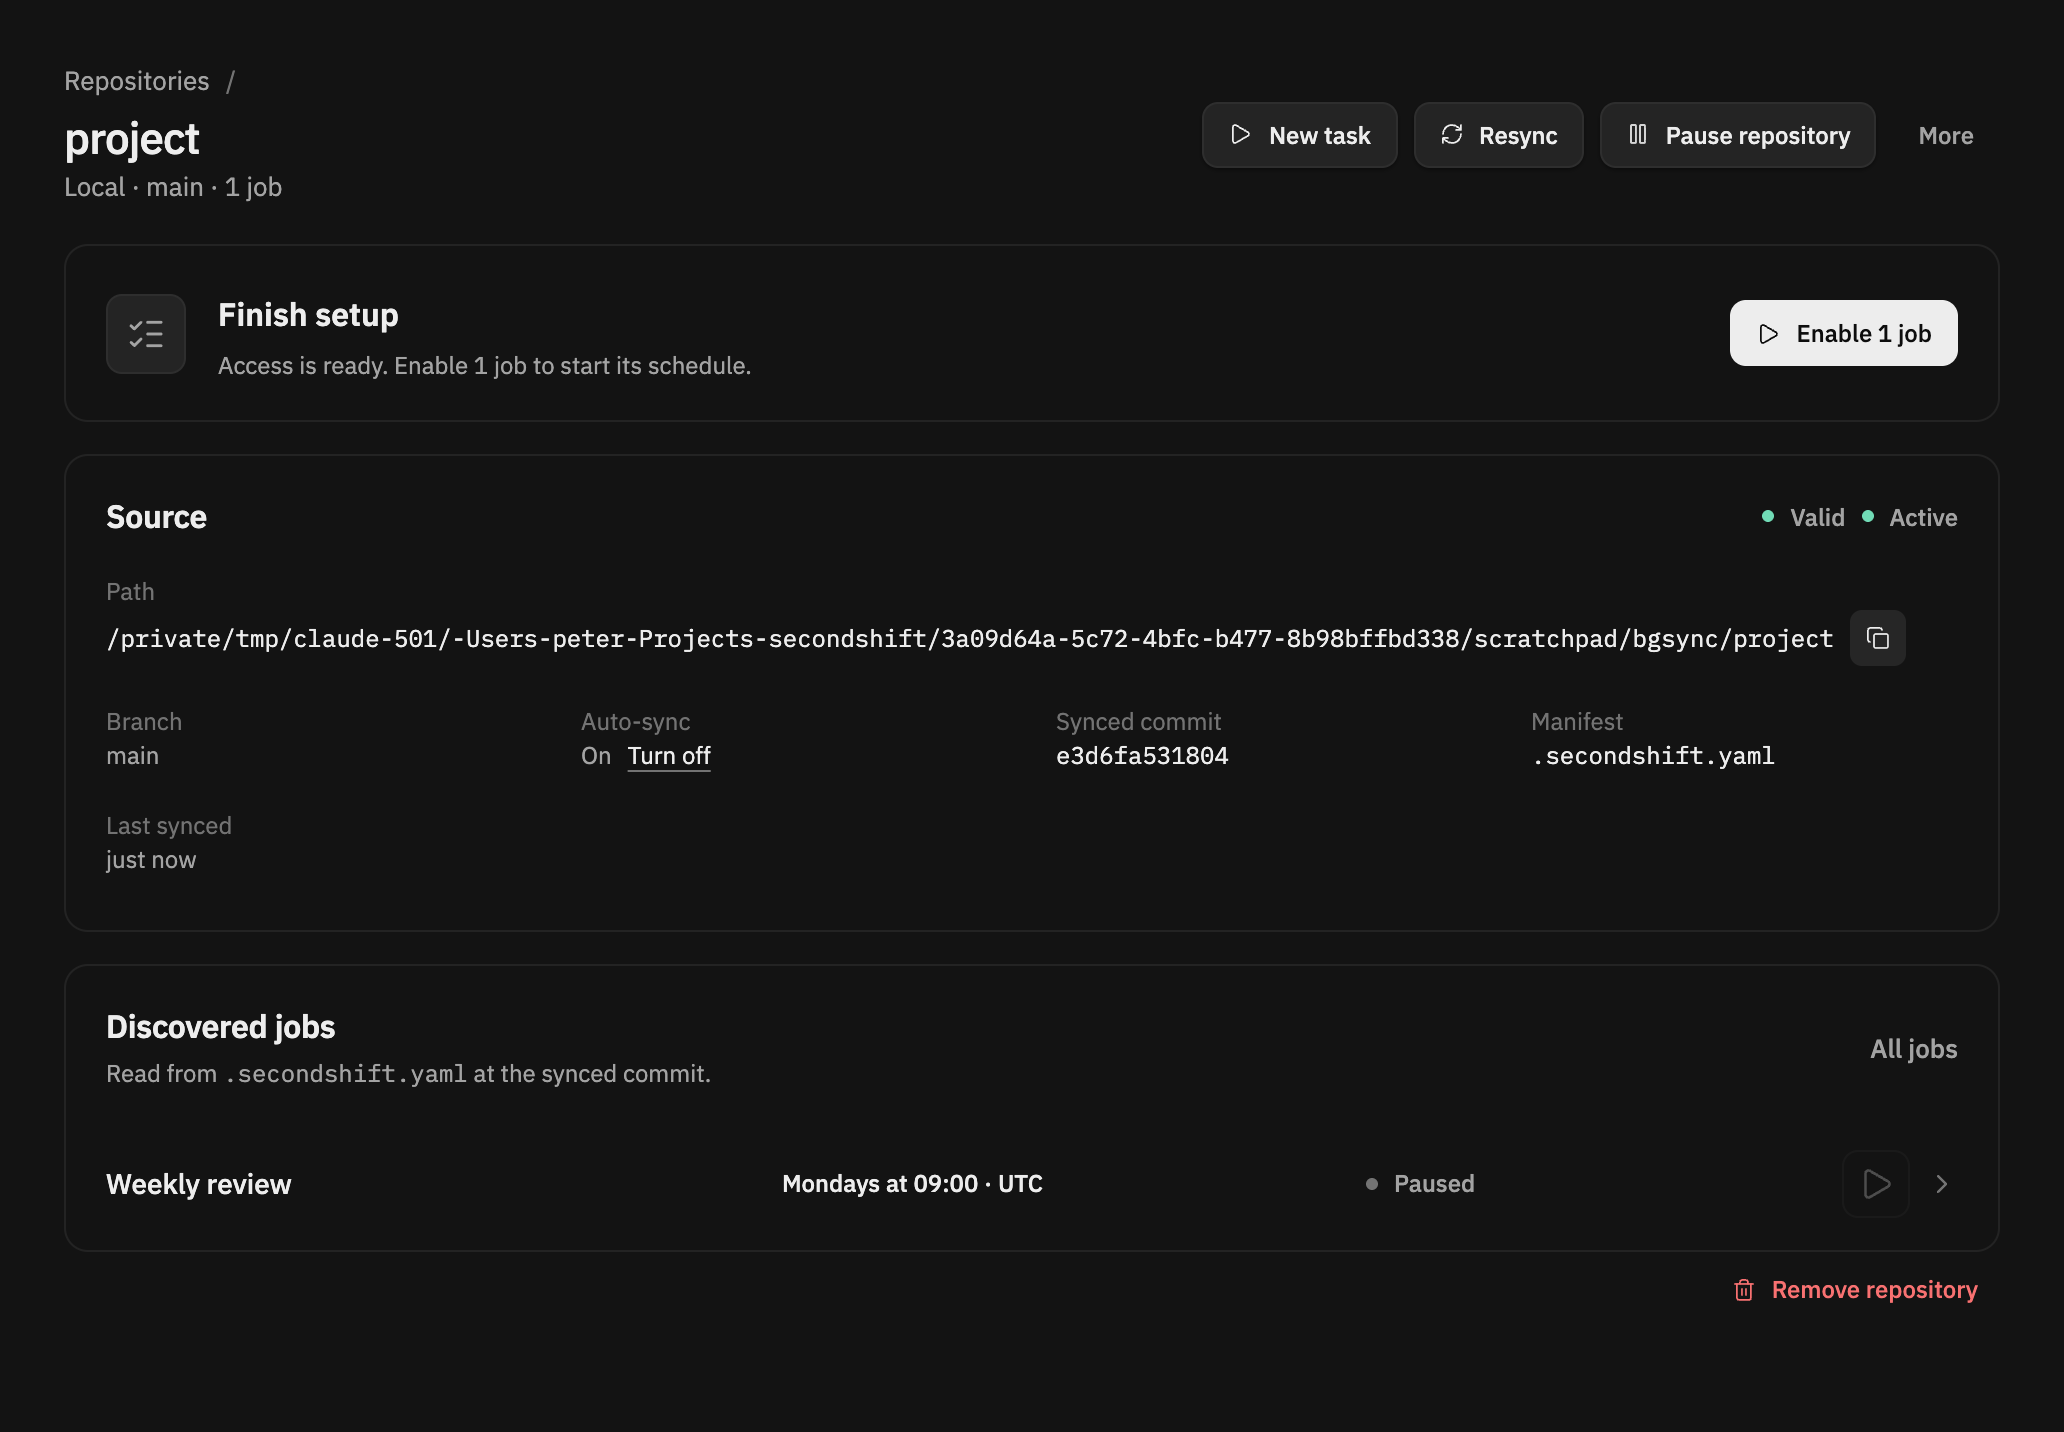 Repositories /
project
Local · main · 1 job
New task
Resync
Pause repository
More
Finish setup
Access is ready. Enable 1 job to start its schedule.
Enable 1 job
Source
Valid
Active
Path
/private/tmp/claude-501/-Users-peter-Projects-secondshift/3a09d64a-5c72-4bfc-b477-8b98bffbd338/scratchpad/bgsync/project
Branch
main
Auto-sync
On Turn off
Synced commit
e3d6fa531804
Manifest
.secondshift.yaml
Last synced
just now
Discovered jobs
Read from .secondshift.yaml at the synced commit.
All jobs
Weekly review
Mondays at 09:00 · UTC
Paused
Remove repository